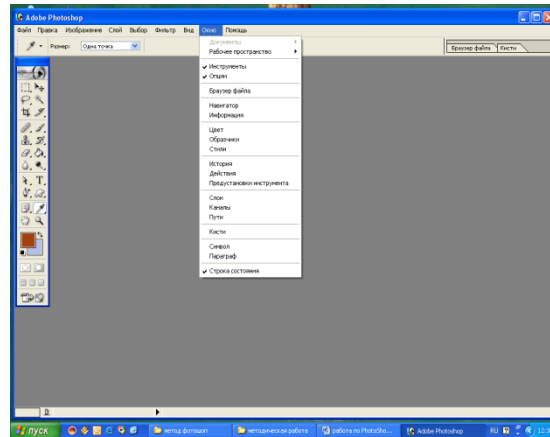 Adobe Photoshop
Файл Правка Изображение Слой Выбор Фильтр Вид Окно Помощь
Размер: Одна точка
Браузер файла Кисти
Документы
Рабочее пространство
Инструменты
Опции
Браузер файла
Навигатор
Информация
Цвет
Образчики
Стили
История
Действия
Предустановки инструмента
Слои
Каналы
Пути
Кисти
Символ
Параграф
Строка состояния
пуск
метод фотошоп
методическая работа
работа по PhotoSho...
Adobe Photoshop
RU